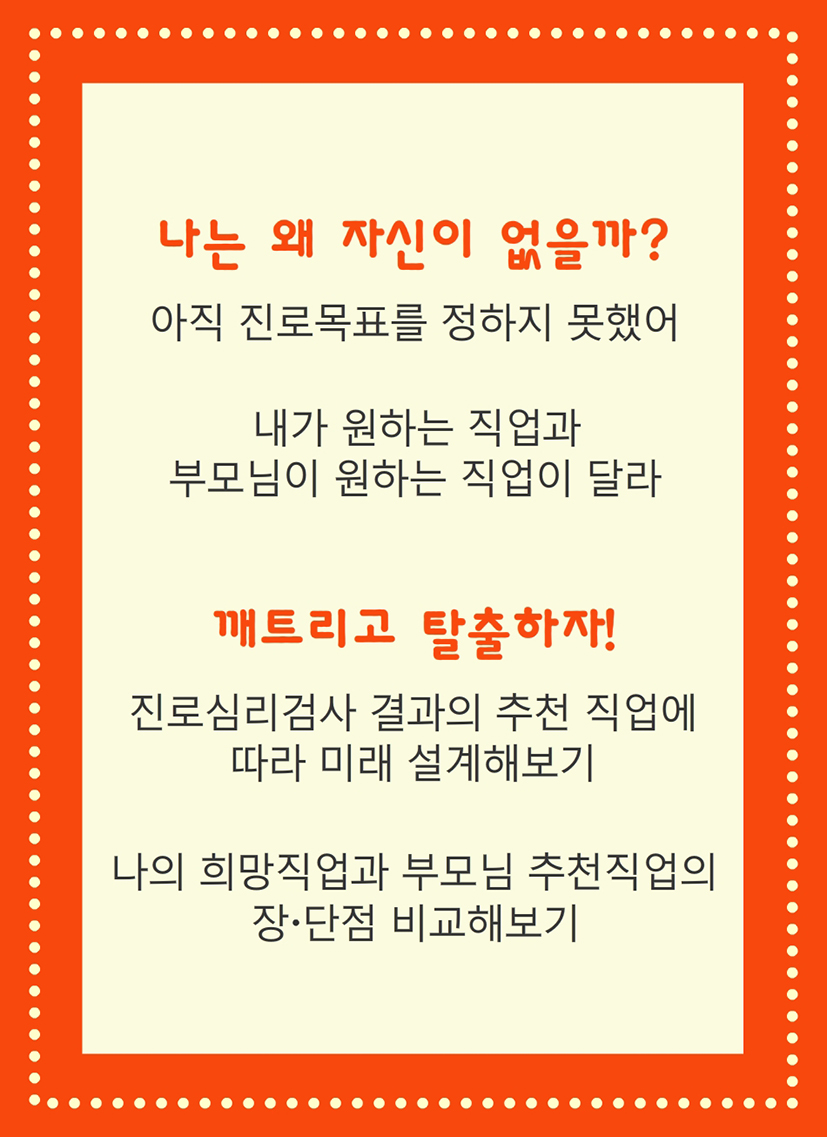 나는 왜 자신이 없을까?
아직 진로목표를 정하지 못했어
내가 원하는 직업과
부모님이 원하는 직업이 달라
깨트리고 탈출하자!
진로심리검사 결과의 추천 직업에
따라 미래 설계해보기
나의 희망직업과 부모님 추천직업의
장·단점 비교해보기